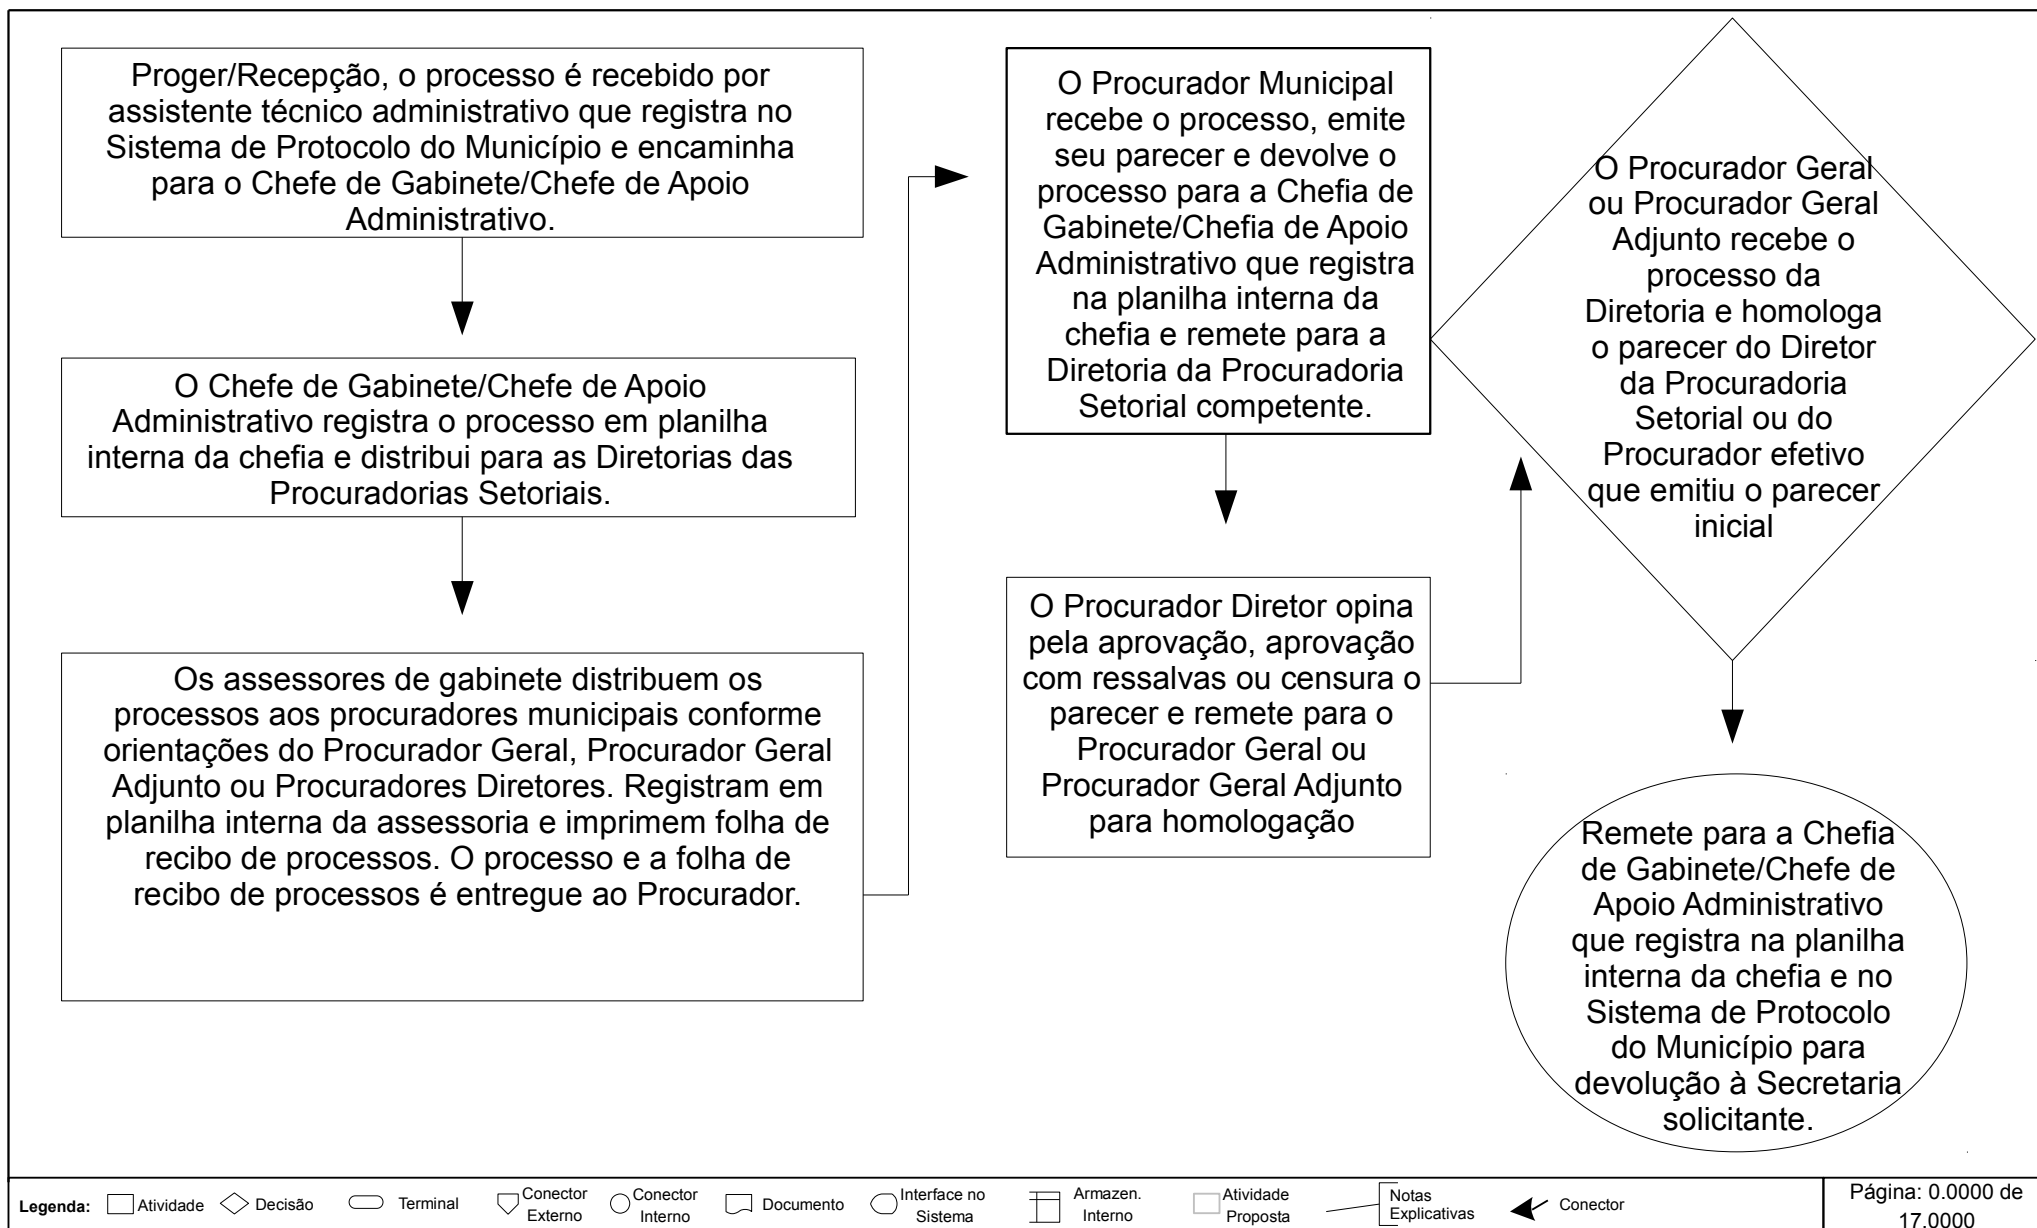 Proger/Recepção, o processo é recebido por
assistente técnico administrativo que registra no
Sistema de Protocolo do Município e encaminha
para o Chefe de Gabinete/Chefe de Apoio
Administrativo.
O Chefe de Gabinete/Chefe de Apoio
Administrativo registra o processo em planilha
interna da chefia e distribui para as Diretorias das
Procuradorias Setoriais.
Os assessores de gabinete distribuem os
processos aos procuradores municipais conforme
orientações do Procurador Geral, Procurador Geral
Adjunto ou Procuradores Diretores. Registram em
planilha interna da assessoria e imprimem folha de
recibo de processos. O processo e a folha de
recibo de processos é entregue ao Procurador.
O Procurador Municipal
recebe o processo, emite
seu parecer e devolve o
processo para a Chefia de
Gabinete/Chefia de Apoio
Administrativo que registra
na planilha interna da
chefia e remete para a
Diretoria da Procuradoria
Setorial competente.
O Procurador Diretor opina
pela aprovação, aprovação
com ressalvas ou censura o
parecer e remete para o
Procurador Geral ou
Procurador Geral Adjunto
para homologação
O Procurador Geral
ou Procurador Geral
Adjunto recebe o
processo da
Diretoria e homologa
o parecer do Diretor
da Procuradoria
Setorial ou do
Procurador efetivo
que emitiu o parecer
inicial
Remete para a Chefia
de Gabinete/Chefe de
Apoio Administrativo
que registra na planilha
interna da chefia e no
Sistema de Protocolo
do Município para
devolução à Secretaria
solicitante.
Legenda:
Atividade
Decisão
Terminal
Conector
Externo
Conector
Interno
Documento
Interface no
Sistema
Armazen.
Interno
Atividade
Proposta
Notas
Explicativas
Conector
Página: 0.0000 de
17.0000